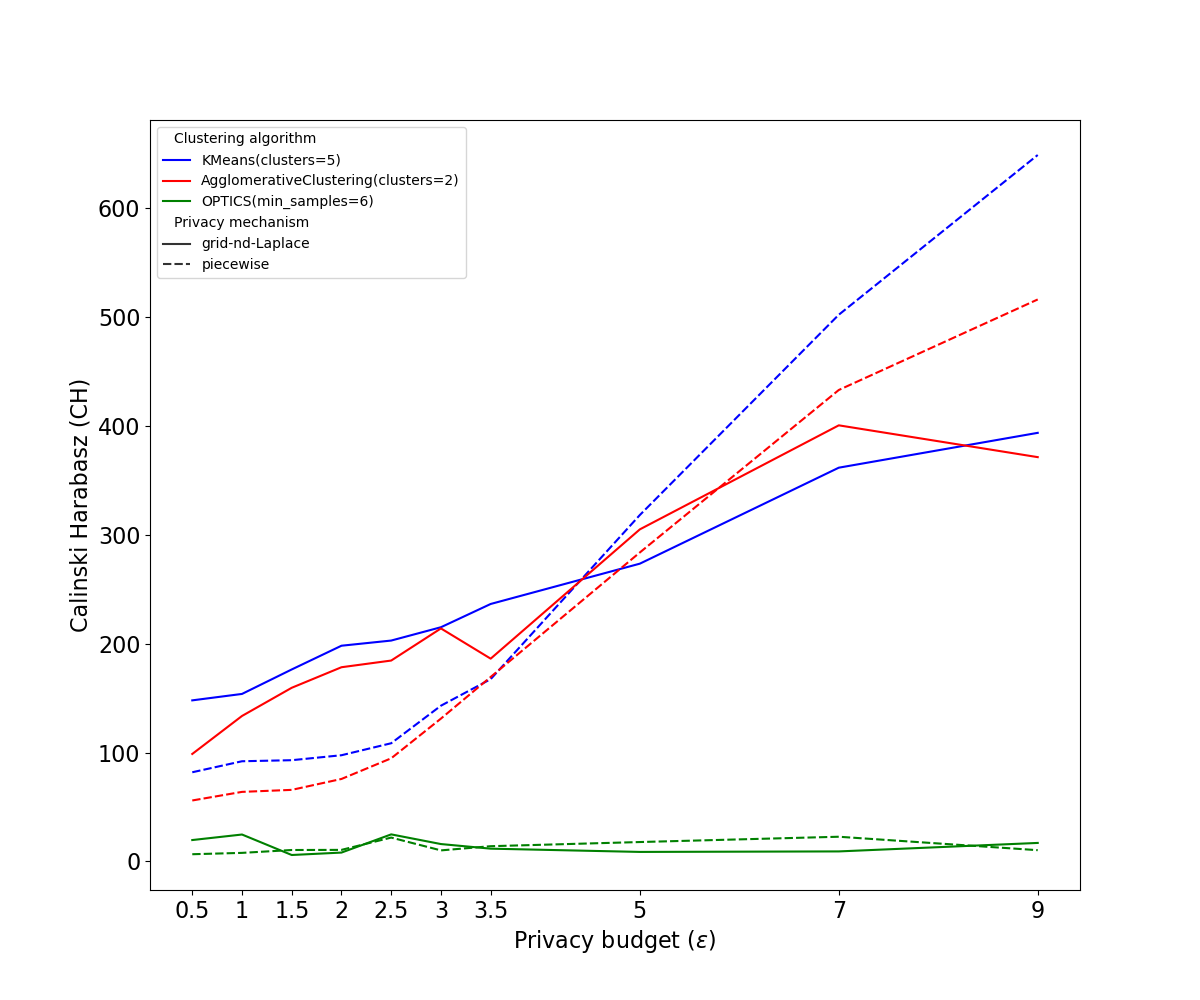 Clustering algorithm
KMeans(clusters=5)
AgglomerativeClustering(clusters=2)
OPTICS(min_samples=6)
Privacy mechanism
grid-nd-Laplace
piecewise
Calinski Harabasz (CH)
600
500
400
300
200
100
0
0.5 1 1.5 2 2.5 3 3.5 5 7 9
Privacy budget (ε)